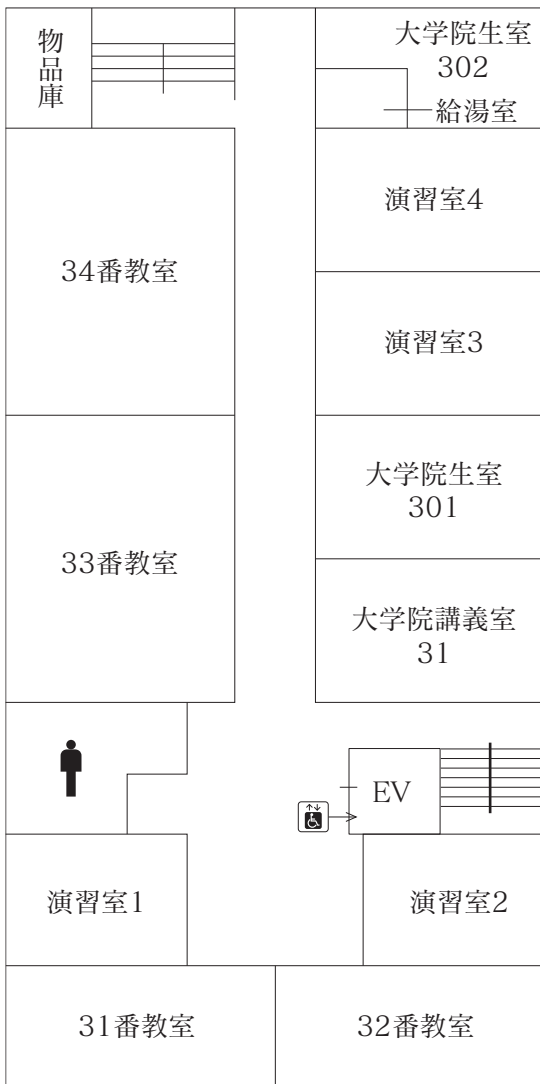 物品庫
大学院生室
302
給湯室
演習室4
34番教室
演習室3
大学院生室
301
33番教室
大学院講義室
31
EV
演習室1
演習室2
31番教室
32番教室